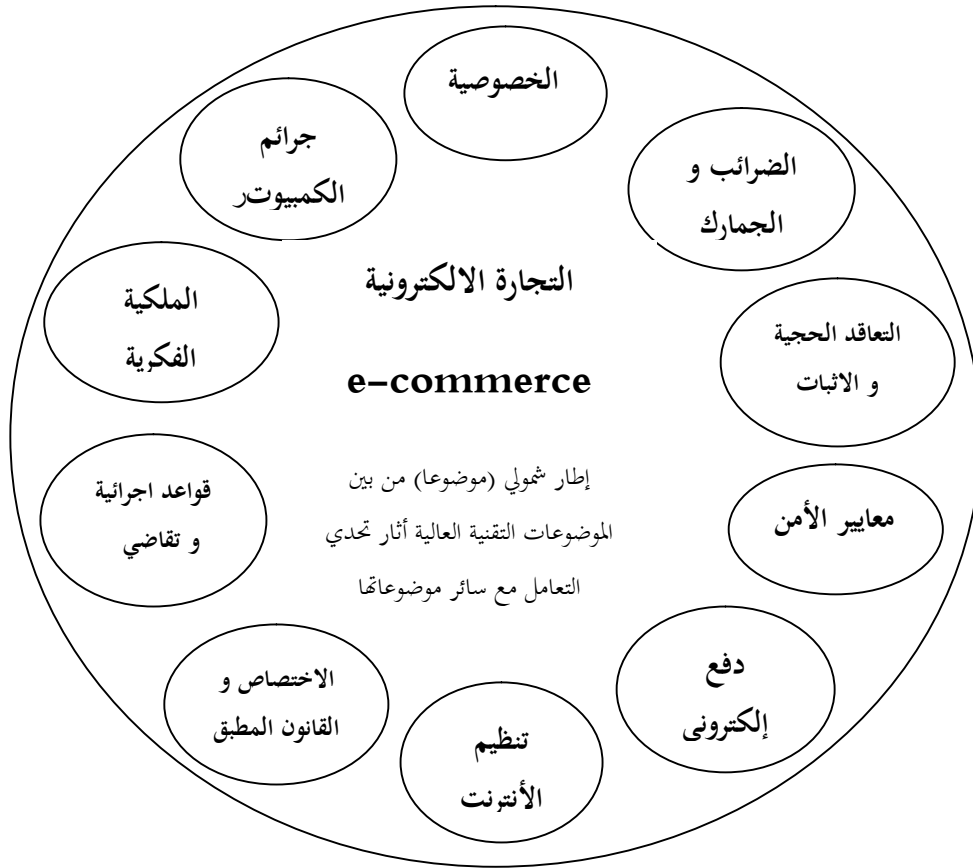 الخصوصية
جرائم
الكمبيوتر
الضرائب و
الجمارك
الملكية
الفكرية
التجارة الالكترونية
التعاقد الحجية
و الاثبات
e-commerce
إطار شمولي (موضوعا) من بين
الموضوعات التقنية العالية أثار تحدي
التعامل مع سائر موضوعاتها
قواعد اجرائية
و تقاضي
معايير الأمن
الاختصاص و
القانون المطبق
دفع
إلكتروني
تنظيم
الأنترنت